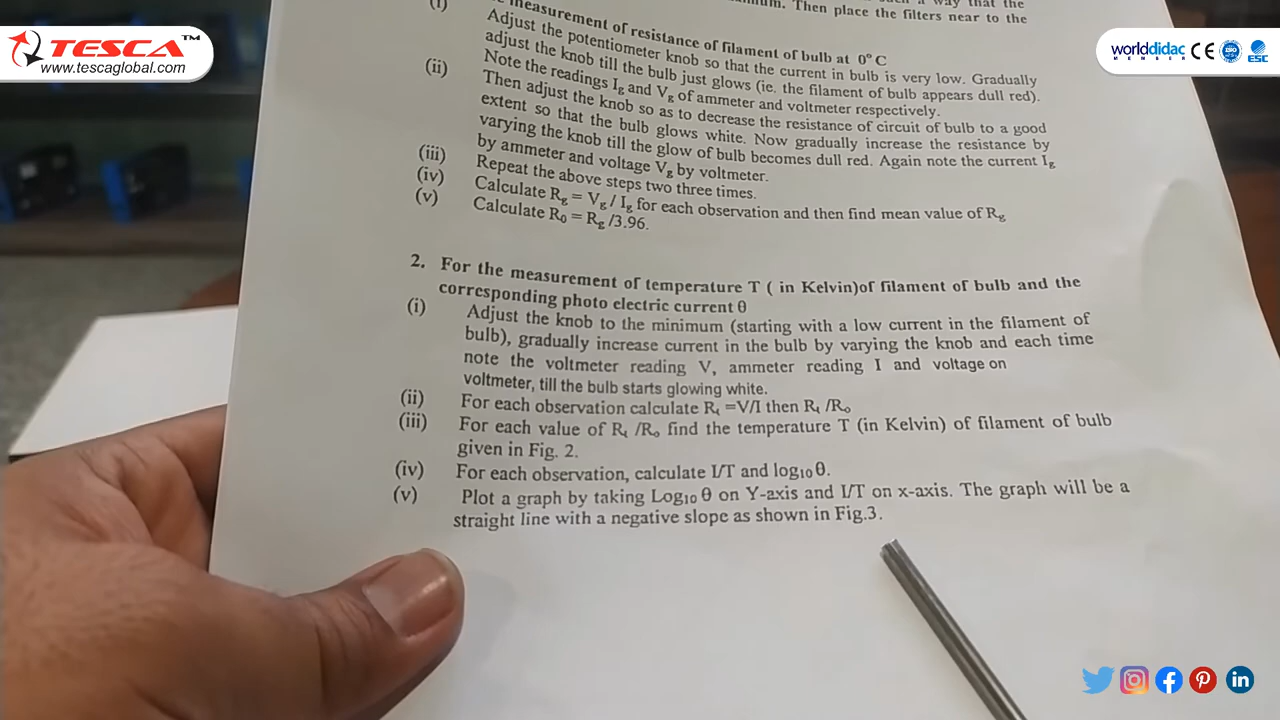 TESCA™
www.tescaglobal.com
worlddidac
MEMBER
CE
ISO
ESC
a way that the
. Then place the filters near to the
(i) measurement of resistance of filament of bulb at 0° C
Adjust the potentiometer knob so that the current in bulb is very low. Gradually
adjust the knob till the bulb just glows (ie. the filament of bulb appears dull red).
Note the readings Ig and Vg of ammeter and voltmeter respectively.
(ii) Then adjust the knob so as to decrease the resistance of circuit of bulb to a good
extent so that the bulb glows white. Now gradually increase the resistance by
varying the knob till the glow of bulb becomes dull red. Again note the current Ig
by ammeter and voltage Vg by voltmeter.
(iii) Repeat the above steps two three times.
(iv) Calculate Rg = Vg / Ig for each observation and then find mean value of Rg
(v) Calculate R0 = Rg /3.96.
2. For the measurement of temperature T ( in Kelvin)of filament of bulb and the
corresponding photo electric current θ
(i) Adjust the knob to the minimum (starting with a low current in the filament of
bulb), gradually increase current in the bulb by varying the knob and each time
note the voltmeter reading V, ammeter reading I and voltage on
voltmeter, till the bulb starts glowing white.
(ii) For each observation calculate Rt =V/I then Rt /Ro
(iii) For each value of Rt /Ro find the temperature T (in Kelvin) of filament of bulb
given in Fig. 2.
(iv) For each observation, calculate I/T and log10 θ.
(v) Plot a graph by taking Log10 θ on Y-axis and I/T on x-axis. The graph will be a
straight line with a negative slope as shown in Fig.3.